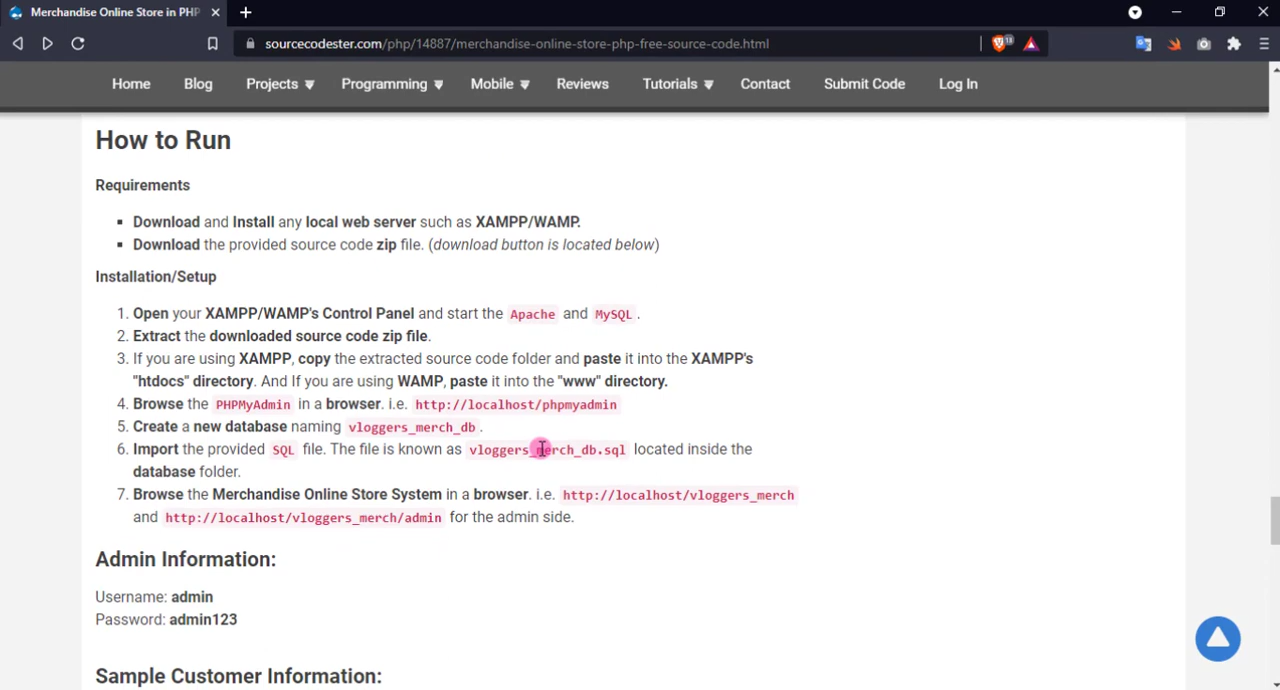 Merchandise Online Store in PHP
sourcecodester.com/php/14887/merchandise-online-store-php-free-source-code.html
18
Home Blog Projects Programming Mobile Reviews Tutorials Contact Submit Code Log In
How to Run
Requirements
Download and Install any local web server such as XAMPP/WAMP.
Download the provided source code zip file. (download button is located below)
Installation/Setup
1. Open your XAMPP/WAMP's Control Panel and start the Apache and MySQL .
2. Extract the downloaded source code zip file.
3. If you are using XAMPP, copy the extracted source code folder and paste it into the XAMPP's
"htdocs" directory. And If you are using WAMP, paste it into the "www" directory.
4. Browse the PHPMyAdmin in a browser. i.e. http://localhost/phpmyadmin
5. Create a new database naming vloggers_merch_db .
6. Import the provided SQL file. The file is known as vloggers_merch_db.sql located inside the
database folder.
7. Browse the Merchandise Online Store System in a browser. i.e. http://localhost/vloggers_merch
and http://localhost/vloggers_merch/admin for the admin side.
Admin Information:
Username: admin
Password: admin123
Sample Customer Information: